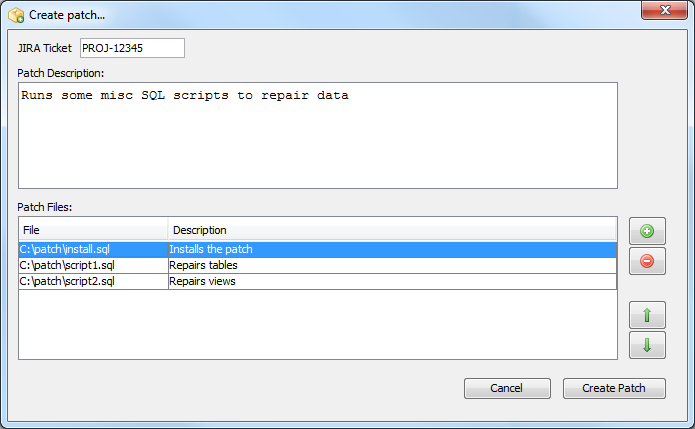 Create patch...
JIRA Ticket PROJ-12345
Patch Description:
Runs some misc SQL scripts to repair data
Patch Files:
File Description
C:\patch\install.sql Installs the patch
C:\patch\script1.sql Repairs tables
C:\patch\script2.sql Repairs views
Cancel Create Patch